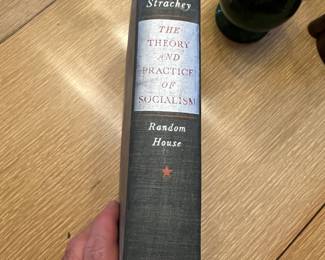 Strachey
THE
THEORY
AND
PRACTICE
OF
SOCIALISM
Random
House